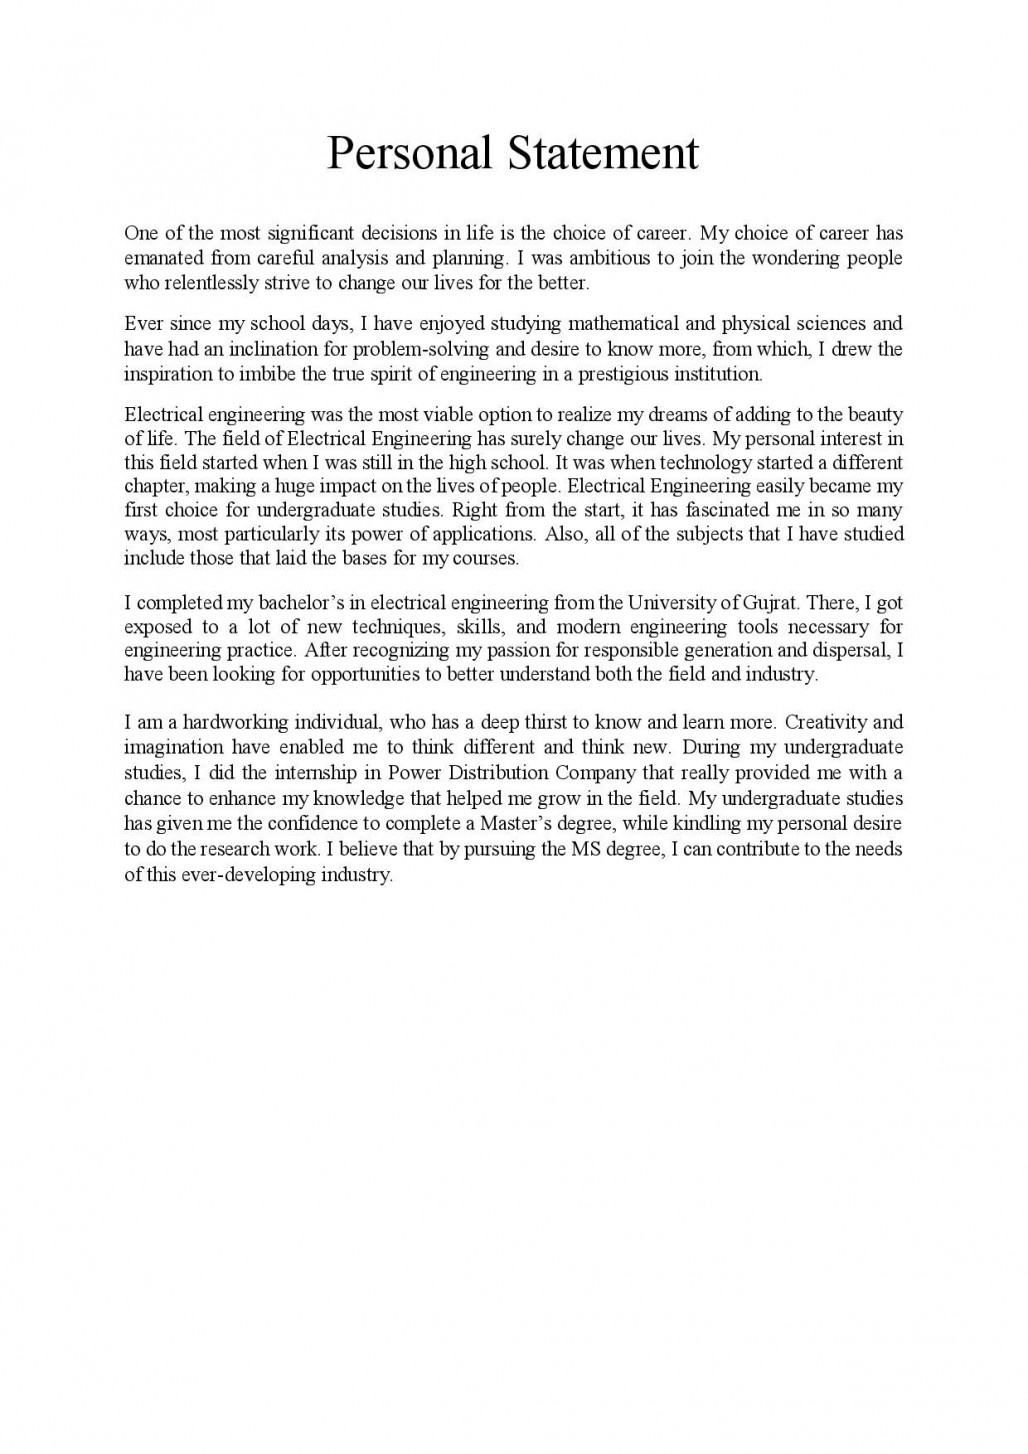 Personal Statement
One of the most significant decisions in life is the choice of career. My choice of career has
emanated from careful analysis and planning. I was ambitious to join the wondering people
who relentlessly strive to change our lives for the better.
Ever since my school days, I have enjoyed studying mathematical and physical sciences and
have had an inclination for problem-solving and desire to know more, from which, I drew the
inspiration to imbibe the true spirit of engineering in a prestigious institution.
Electrical engineering was the most viable option to realize my dreams of adding to the beauty
of life. The field of Electrical Engineering has surely change our lives. My personal interest in
this field started when I was still in the high school. It was when technology started a different
chapter, making a huge impact on the lives of people. Electrical Engineering easily became my
first choice for undergraduate studies. Right from the start, it has fascinated me in so many
ways, most particularly its power of applications. Also, all of the subjects that I have studied
include those that laid the bases for my courses.
I completed my bachelor’s in electrical engineering from the University of Gujrat. There, I got
exposed to a lot of new techniques, skills, and modern engineering tools necessary for
engineering practice. After recognizing my passion for responsible generation and dispersal, I
have been looking for opportunities to better understand both the field and industry.
I am a hardworking individual, who has a deep thirst to know and learn more. Creativity and
imagination have enabled me to think different and think new. During my undergraduate
studies, I did the internship in Power Distribution Company that really provided me with a
chance to enhance my knowledge that helped me grow in the field. My undergraduate studies
has given me the confidence to complete a Master’s degree, while kindling my personal desire
to do the research work. I believe that by pursuing the MS degree, I can contribute to the needs
of this ever-developing industry.